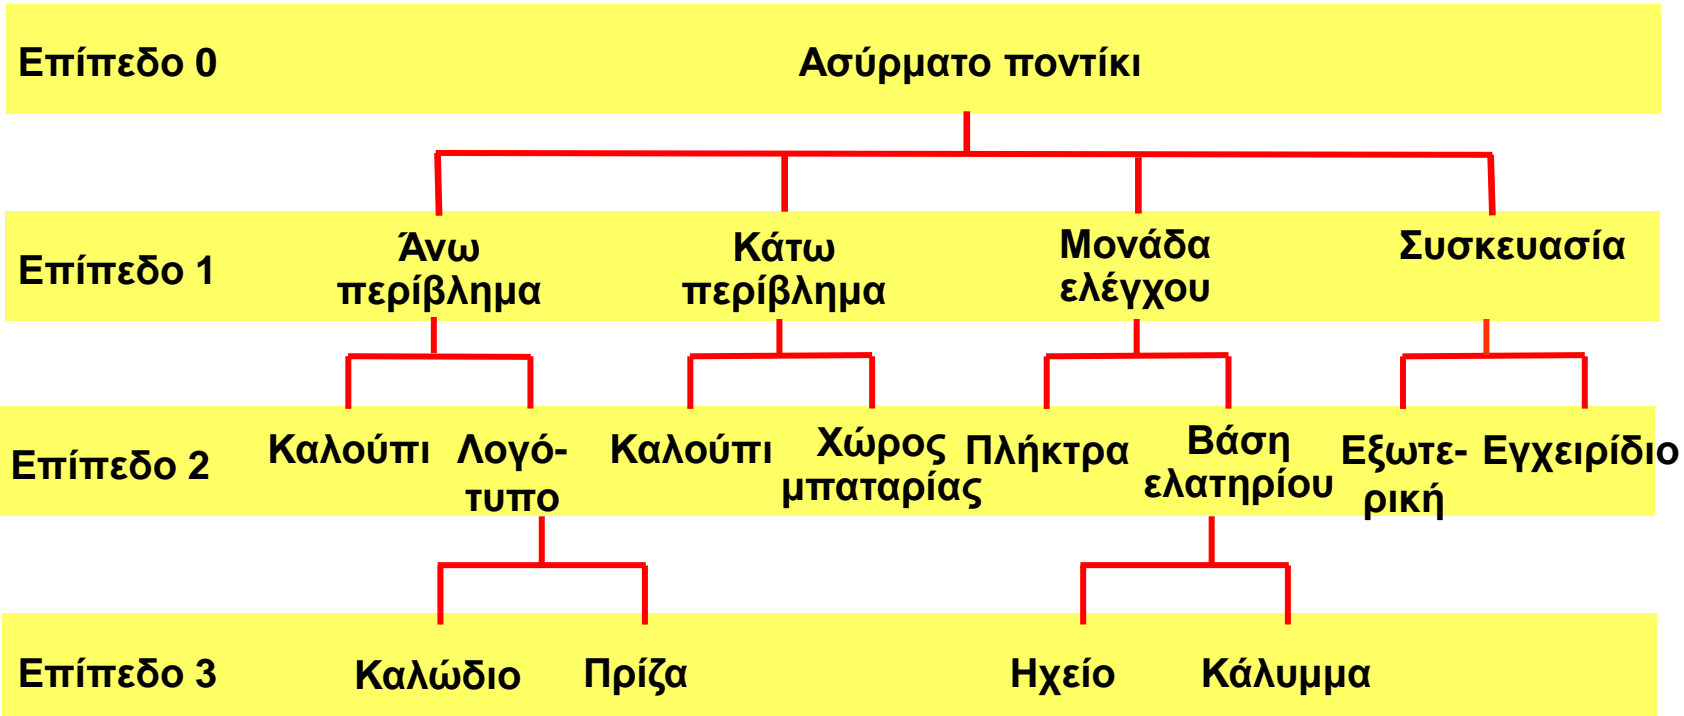 Επίπεδο 0
Ασύρματο ποντίκι
Επίπεδο 1
Άνω
περίβλημα
Κάτω
περίβλημα
Μονάδα
ελέγχου
Συσκευασία
Επίπεδο 2
Καλούπι
Λογό-
τυπο
Καλούπι
Χώρος
μπαταρίας
Πλήκτρα
Βάση
ελατηρίου
Εξωτε-
ρική
Εγχειρίδιο
Επίπεδο 3
Καλώδιο
Πρίζα
Ηχείο
Κάλυμμα